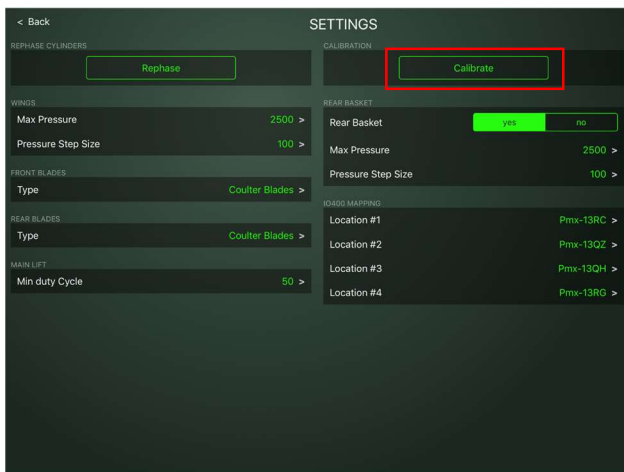 < Back
SETTINGS
REPHASE CYLINDERS
Rephase
WINGS
Max Pressure 2500 >
Pressure Step Size 100 >
FRONT BLADES
Type Coulter Blades >
REAR BLADES
Type Coulter Blades >
MAIN LIFT
Min duty Cycle 50 >
CALIBRATION
Calibrate
REAR BASKET
Rear Basket yes no
Max Pressure 2500 >
Pressure Step Size 100 >
IO400 MAPPING
Location #1 Pmx-13RC >
Location #2 Pmx-13QZ >
Location #3 Pmx-13QH >
Location #4 Pmx-13RG >